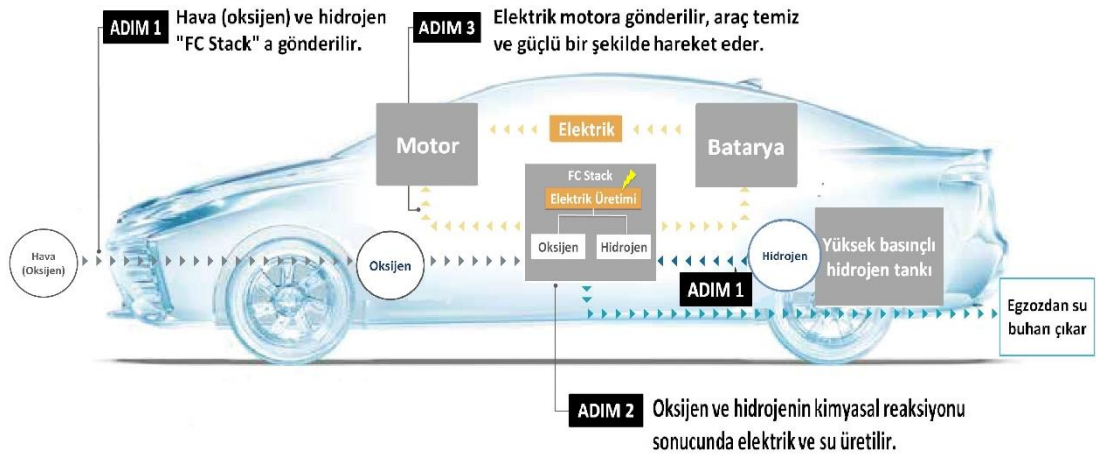 ADIM 1
Hava (oksijen) ve hidrojen
"FC Stack" a gönderilir.
ADIM 3
Elektrik motora gönderilir, araç temiz
ve güçlü bir şekilde hareket eder.
Motor
Elektrik
Batarya
FC Stack
Elektrik Üretimi
Oksijen
Hidrojen
Hava
(Oksijen)
Oksijen
Hidrojen
Yüksek basınçlı
hidrojen tankı
ADIM 1
Egzozdan su
buharı çıkar
ADIM 2
Oksijen ve hidrojenin kimyasal reaksiyonu
sonucunda elektrik ve su üretilir.